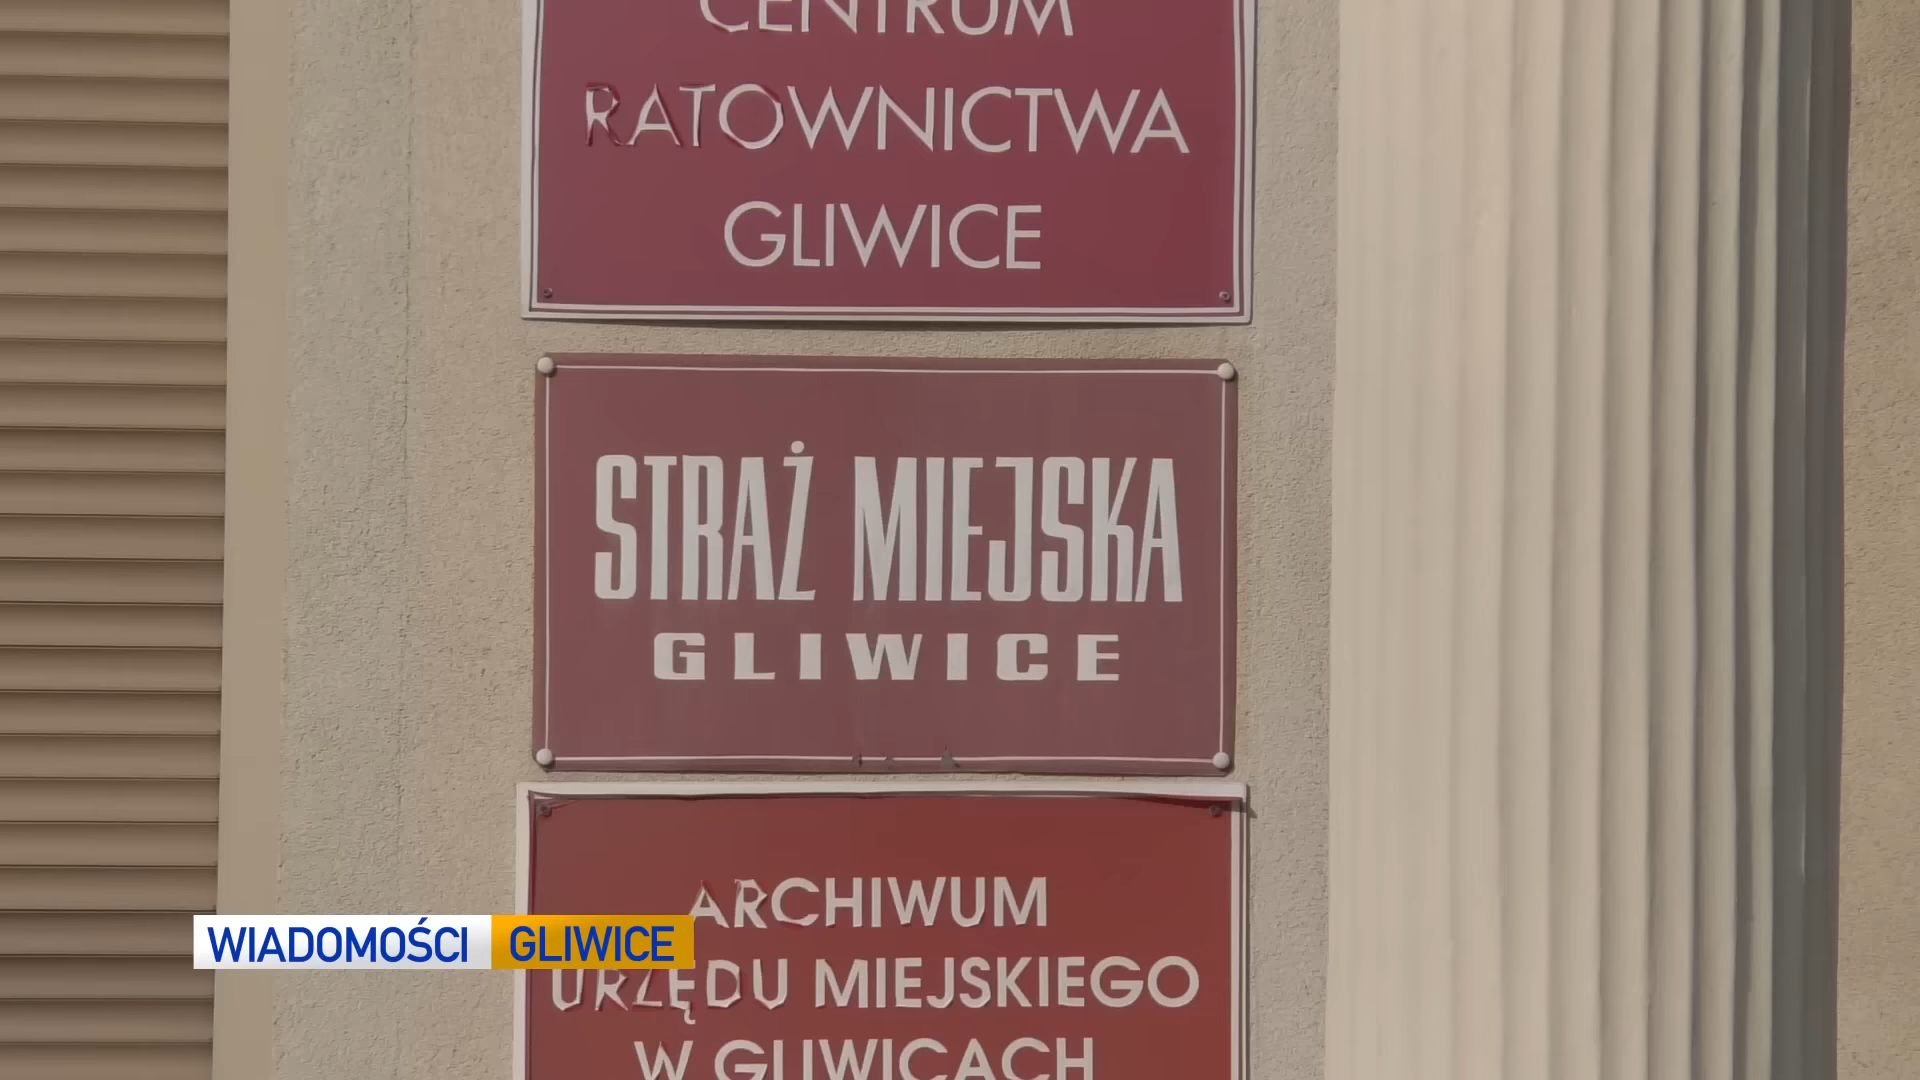 CENTRUM
RATOWNICTWA
GLIWICE
STRAŻ MIEJSKA
GLIWICE
ARCHIWUM
URZĘDU MIEJSKIEGO
W GLIWICACH
WIADOMOŚCI GLIWICE